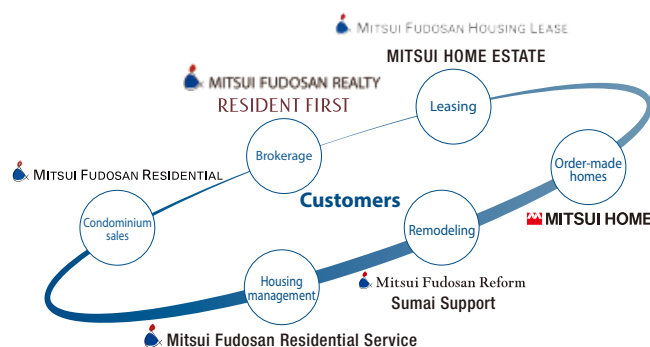 MITSUI FUDOSAN HOUSING LEASE
MITSUI HOME ESTATE
MITSUI FUDOSAN REALTY
RESIDENT FIRST
Leasing
Brokerage
Order-made
homes
MITSUI FUDOSAN RESIDENTIAL
Customers
MITSUI HOME
Condominium
sales
Remodeling
Housing
management
Mitsui Fudosan Reform
Sumai Support
Mitsui Fudosan Residential Service